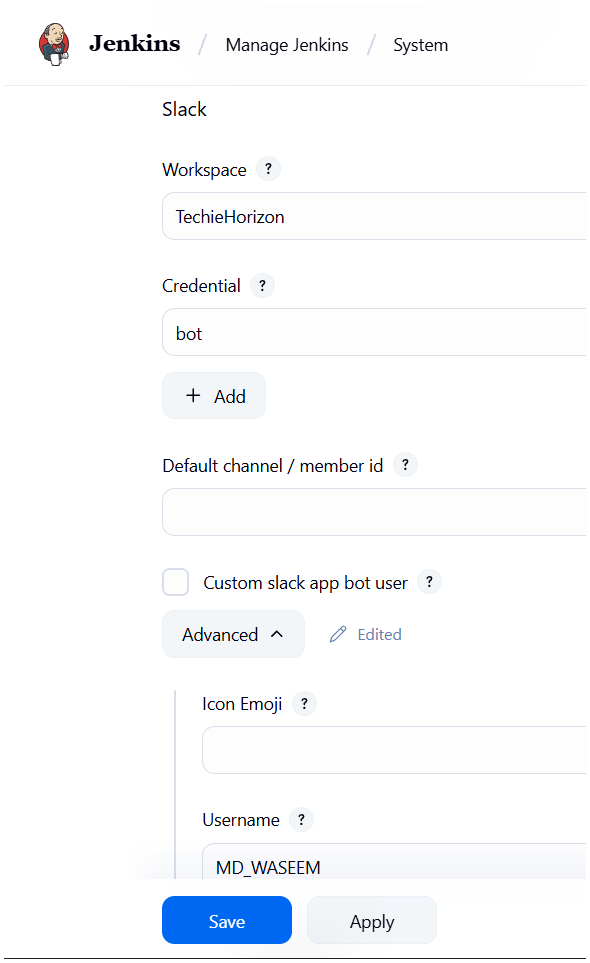 Jenkins / Manage Jenkins / System
Slack
Workspace ?
TechieHorizon
Credential ?
bot
+ Add
Default channel / member id ?
Custom slack app bot user ?
Advanced Edited
Icon Emoji ?
Username ?
MD_WASEEM
Save Apply